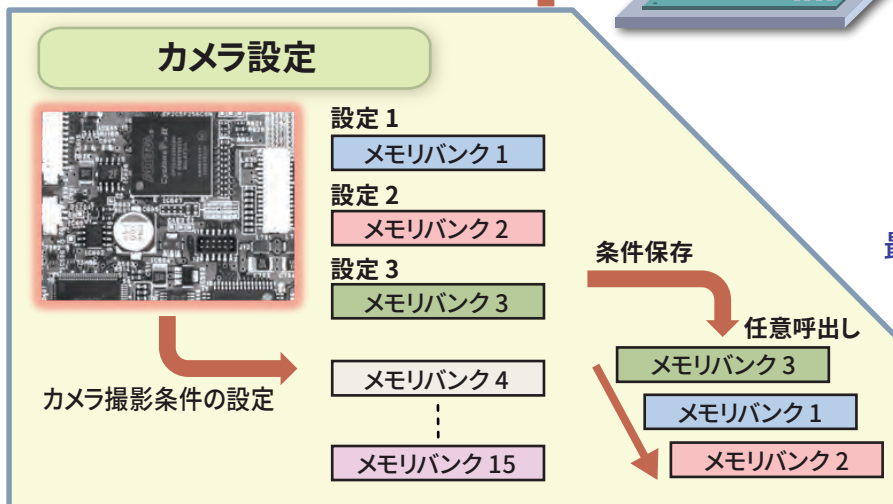 カメラ設定
設定 1
メモリバンク 1
設定 2
メモリバンク 2
設定 3
メモリバンク 3
メモリバンク 4
メモリバンク 15
カメラ撮影条件の設定
条件保存
任意呼出し
メモリバンク 3
メモリバンク 1
メモリバンク 2